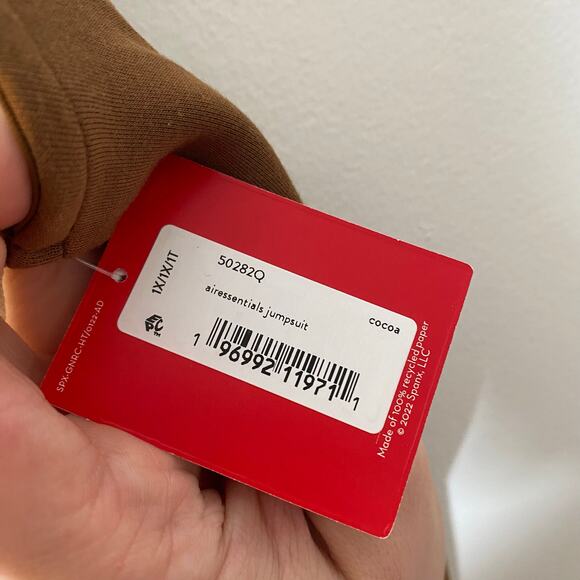 1X/1X/1T
50282Q
airessentials jumpsuit
cocoa
EPC™
1 96992 11971 1
SPX-GNRC-HT/0122-AD
Made of 100% recycled paper
© 2022 Spanx, LLC